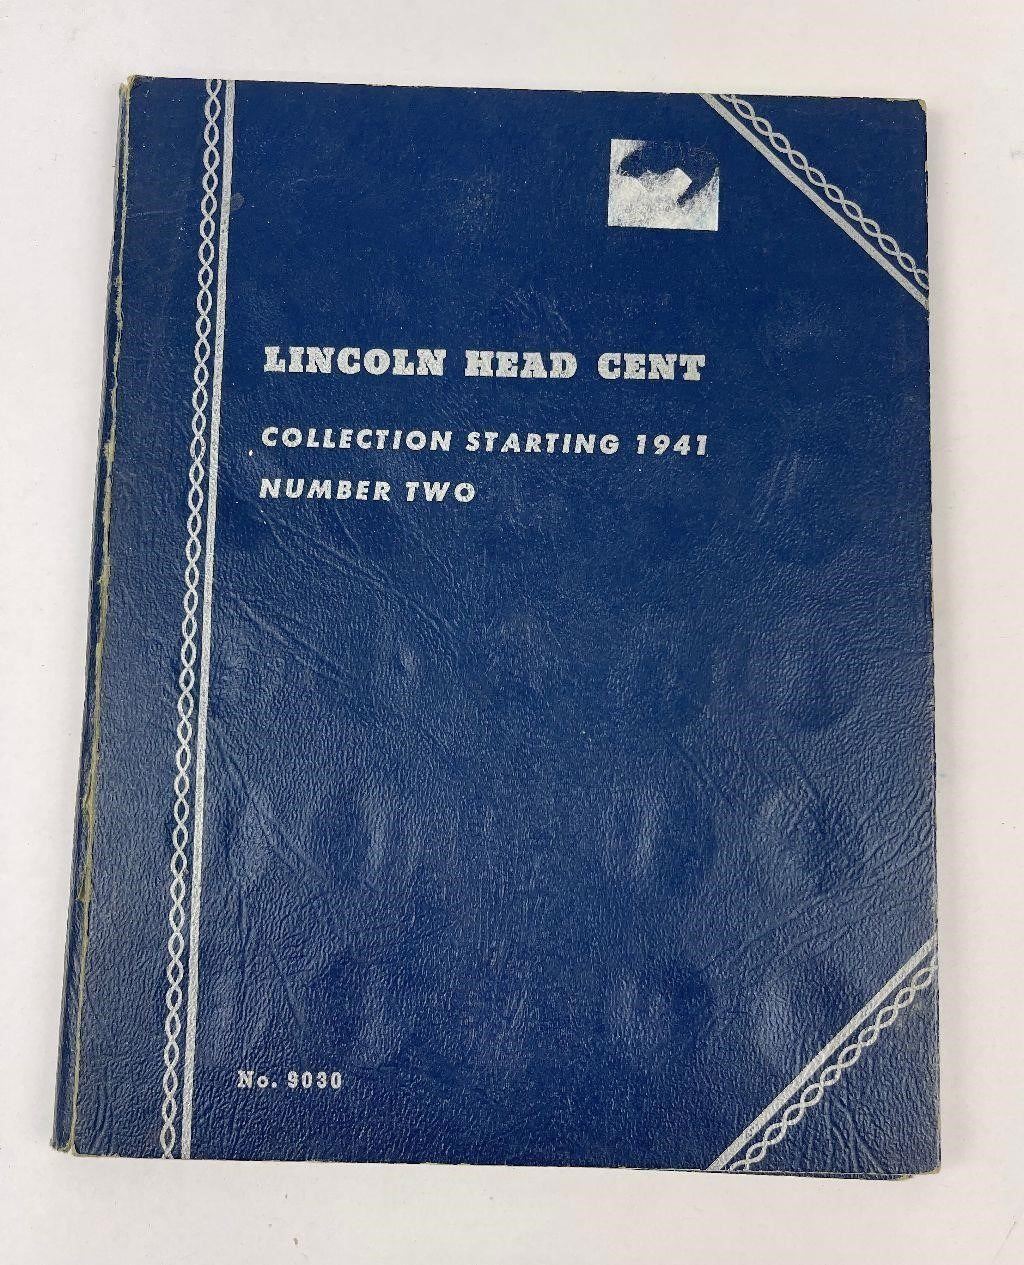 LINCOLN HEAD CENT
COLLECTION STARTING 1941
NUMBER TWO
No. 9030